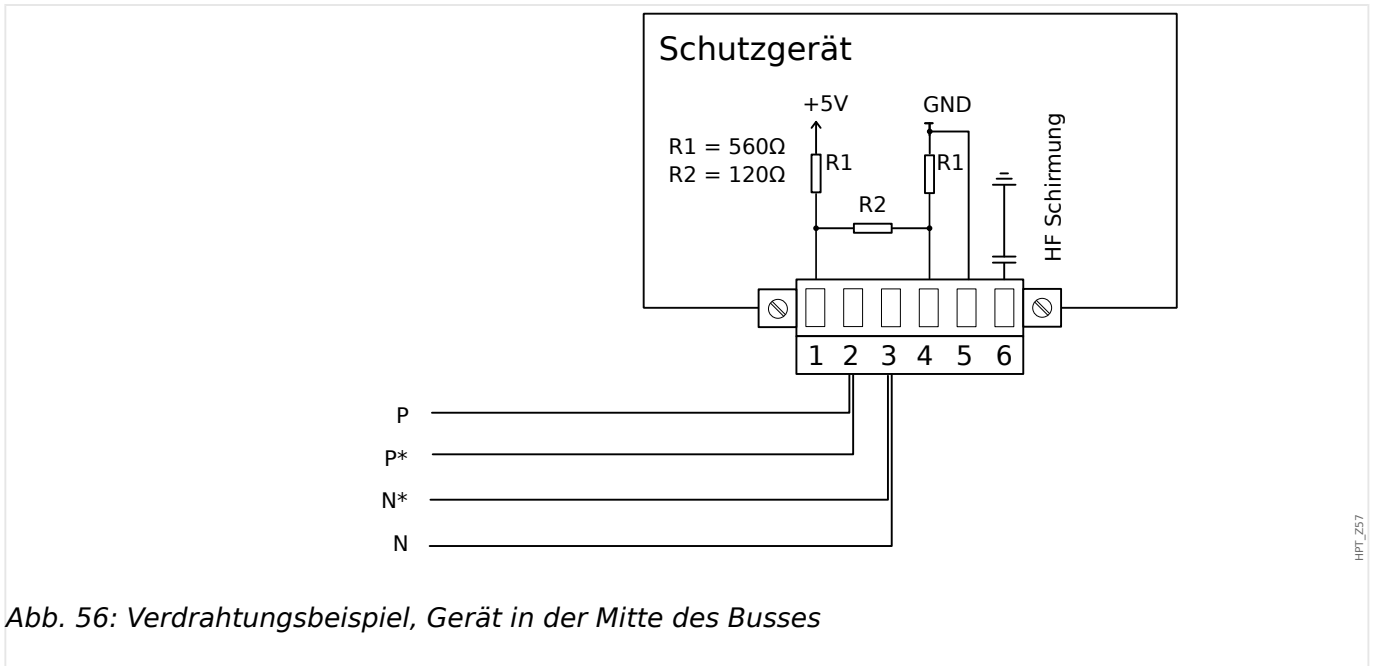 Schutzgerät
+5V
GND
R1 = 560Ω
R2 = 120Ω
R1
R1
R2
HF Schirmung
1 2 3 4 5 6
P
P*
N*
N
HPT_Z57
Abb. 56: Verdrahtungsbeispiel, Gerät in der Mitte des Busses